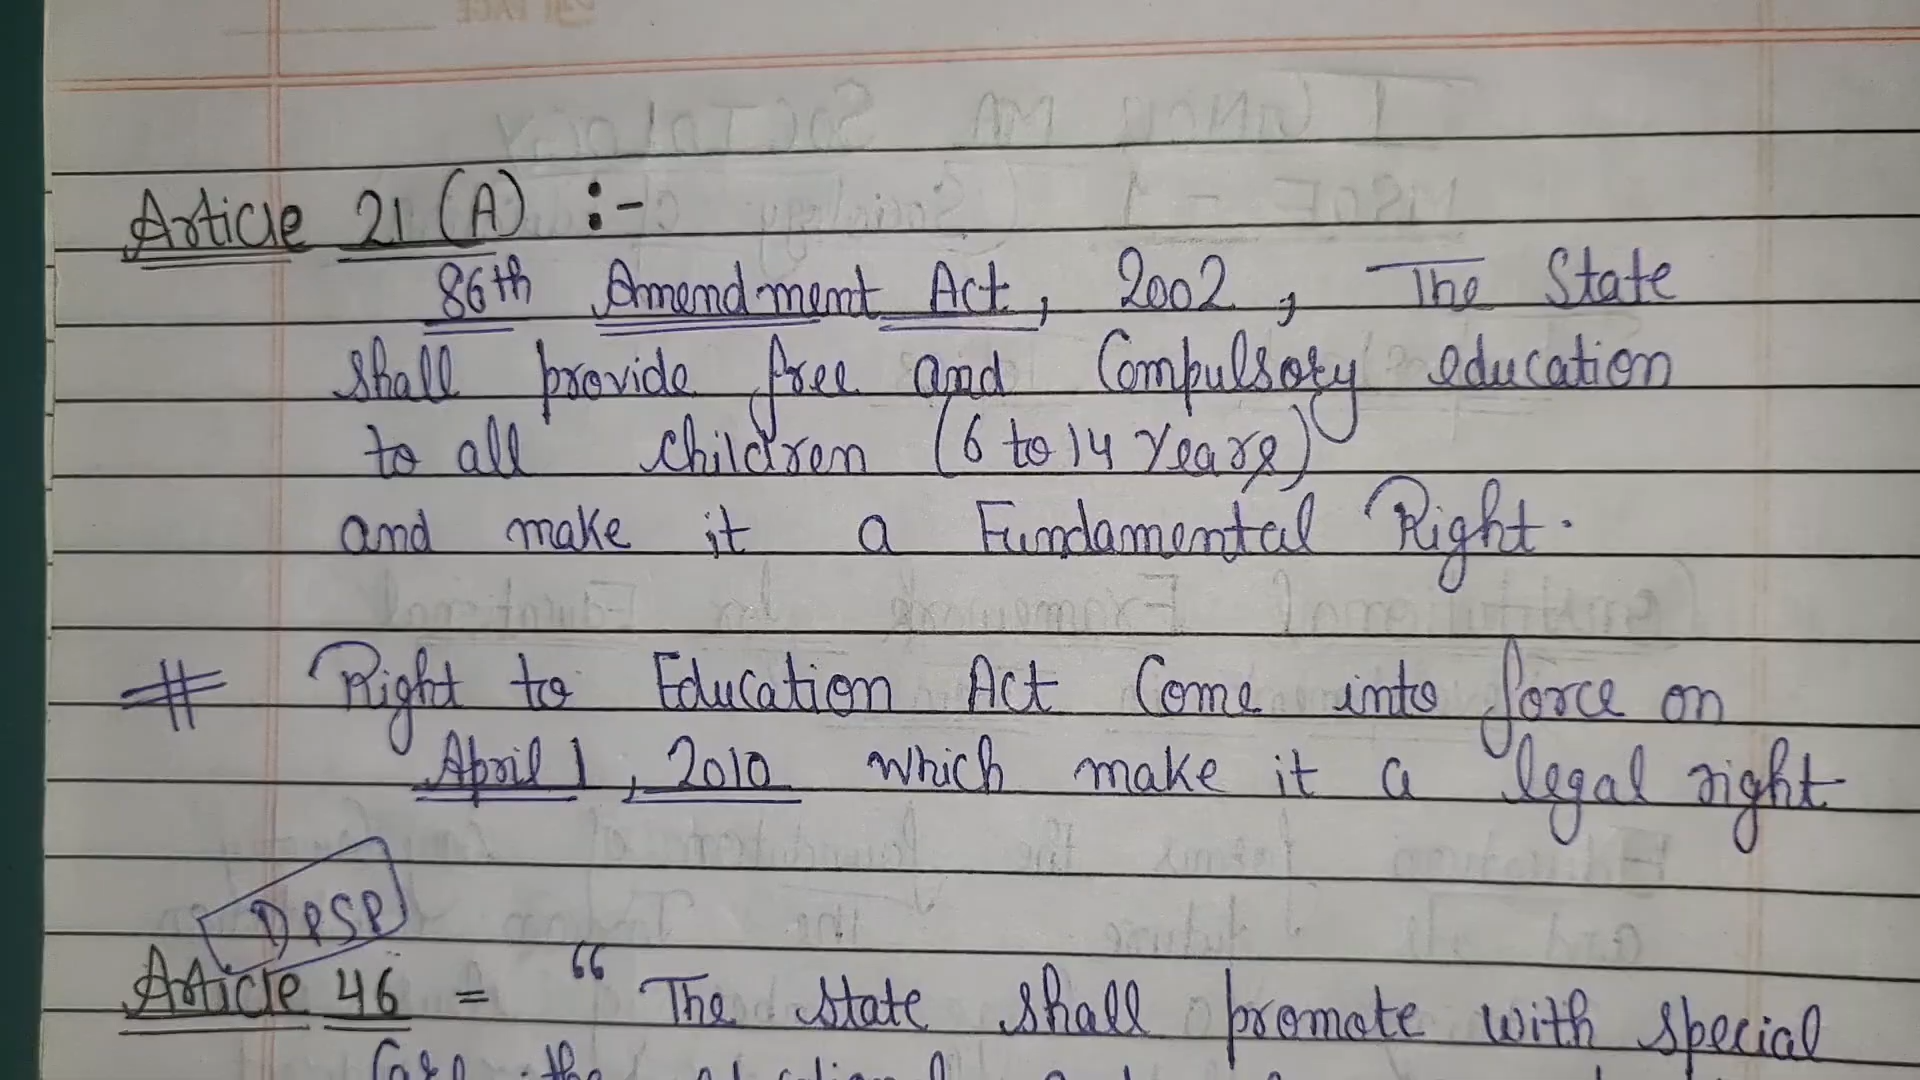 Article 21 (A) :-
86th Amendment Act, 2002, The State
shall provide free and Compulsory education
to all children (6 to 14 Years)
and make it a Fundamental Right.
# Right to Education Act Come into force on
April 1, 2010 which make it a legal right
DPSP
Article 46 = "The state shall promote with special
Care the